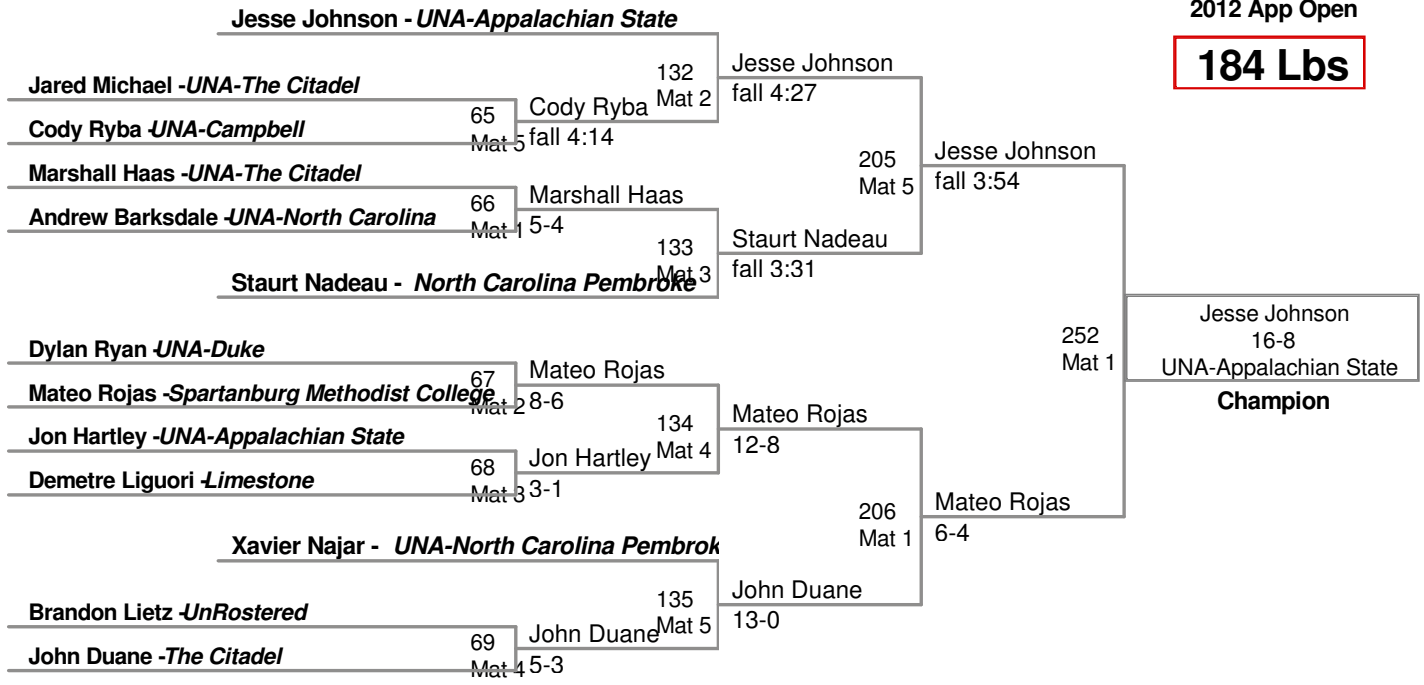 2012 App Open
184 Lbs
Jesse Johnson - UNA-Appalachian State
Jared Michael -UNA-The Citadel
Cody Ryba -UNA-Campbell
Marshall Haas -UNA-The Citadel
Andrew Barksdale -UNA-North Carolina
Staurt Nadeau - North Carolina Pembroke
Dylan Ryan -UNA-Duke
Mateo Rojas -Spartanburg Methodist College
Jon Hartley -UNA-Appalachian State
Demetre Liguori -Limestone
Xavier Najar - UNA-North Carolina Pembrok
Brandon Lietz -UnRostered
John Duane -The Citadel
65
Mat 5
Cody Ryba
fall 4:14
66
Mat 1
Marshall Haas
5-4
67
Mat 2
Mateo Rojas
8-6
68
Mat 3
Jon Hartley
3-1
69
Mat 4
John Duane
5-3
132
Mat 2
Jesse Johnson
fall 4:27
133
Mat 3
Staurt Nadeau
fall 3:31
134
Mat 4
Mateo Rojas
12-8
135
Mat 5
John Duane
13-0
205
Mat 5
Jesse Johnson
fall 3:54
206
Mat 1
Mateo Rojas
6-4
252
Mat 1
Jesse Johnson
16-8
UNA-Appalachian State
Champion